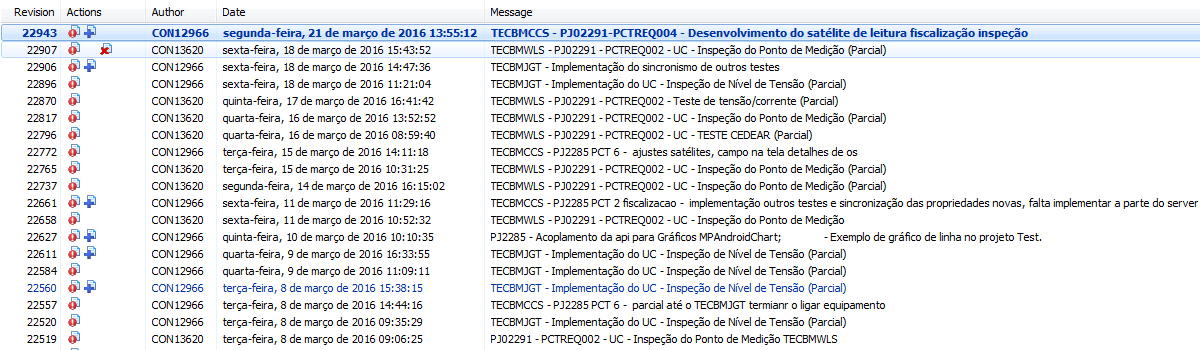 Revision Actions Author Date Message
22943 CON12966 segunda-feira, 21 de março de 2016 13:55:12 TECBMCCS - PJ02291-PCTREQ004 - Desenvolvimento do satélite de leitura fiscalização inspeção
22907 CON13620 sexta-feira, 18 de março de 2016 15:43:52 TECBMWLS - PJ02291 - PCTREQ002 - UC - Inspeção do Ponto de Medição (Parcial)
22906 CON12966 sexta-feira, 18 de março de 2016 14:47:36 TECBMJGT - Implementação do sincronismo de outros testes
22896 CON12966 sexta-feira, 18 de março de 2016 11:21:04 TECBMJGT - Implementação do UC - Inspeção de Nível de Tensão (Parcial)
22870 CON13620 quinta-feira, 17 de março de 2016 16:41:42 TECBMWLS - PJ02291 - PCTREQ002 - Teste de tensão/corrente (Parcial)
22817 CON13620 quarta-feira, 16 de março de 2016 13:52:52 TECBMWLS - PJ02291 - PCTREQ002 - UC - Inspeção do Ponto de Medição (Parcial)
22796 CON13620 quarta-feira, 16 de março de 2016 08:59:40 TECBMWLS - PJ02291 - PCTREQ002 - UC - TESTE CEDEAR (Parcial)
22772 CON12966 terça-feira, 15 de março de 2016 14:11:18 TECBMCCS - PJ2285 PCT 6 - ajustes satélites, campo na tela detalhes de os
22765 CON13620 terça-feira, 15 de março de 2016 10:31:25 TECBMWLS - PJ02291 - PCTREQ002 - UC - Inspeção do Ponto de Medição (Parcial)
22737 CON13620 segunda-feira, 14 de março de 2016 16:15:02 TECBMWLS - PJ02291 - PCTREQ002 - UC - Inspeção do Ponto de Medição (Parcial)
22661 CON12966 sexta-feira, 11 de março de 2016 11:29:16 TECBMCCS - PJ2285 PCT 2 fiscalizacao - implementação outros testes e sincronização das propriedades novas, falta implementar a parte do server
22658 CON13620 sexta-feira, 11 de março de 2016 10:52:32 TECBMWLS - PJ02291 - PCTREQ002 - UC - Inspeção do Ponto de Medição
22627 CON12966 quinta-feira, 10 de março de 2016 10:10:35 PJ2285 - Acoplamento da api para Gráficos MPAndroidChart; - Exemplo de gráfico de linha no projeto Test.
22611 CON12966 quarta-feira, 9 de março de 2016 16:33:55 TECBMJGT - Implementação do UC - Inspeção de Nível de Tensão (Parcial)
22584 CON12966 quarta-feira, 9 de março de 2016 11:09:11 TECBMJGT - Implementação do UC - Inspeção de Nível de Tensão (Parcial)
22560 CON12966 terça-feira, 8 de março de 2016 15:38:15 TECBMJGT - Implementação do UC - Inspeção de Nível de Tensão (Parcial)
22557 CON12966 terça-feira, 8 de março de 2016 14:44:16 TECBMCCS - PJ2285 PCT 6 - parcial até o TECBMJGT termianr o ligar equipamento
22520 CON12966 terça-feira, 8 de março de 2016 09:35:29 TECBMJGT - Implementação do UC - Inspeção de Nível de Tensão (Parcial)
22519 CON13620 terça-feira, 8 de março de 2016 09:06:25 PJ02291 - PCTREQ002 - UC - Inspeção do Ponto de Medição TECBMWLS